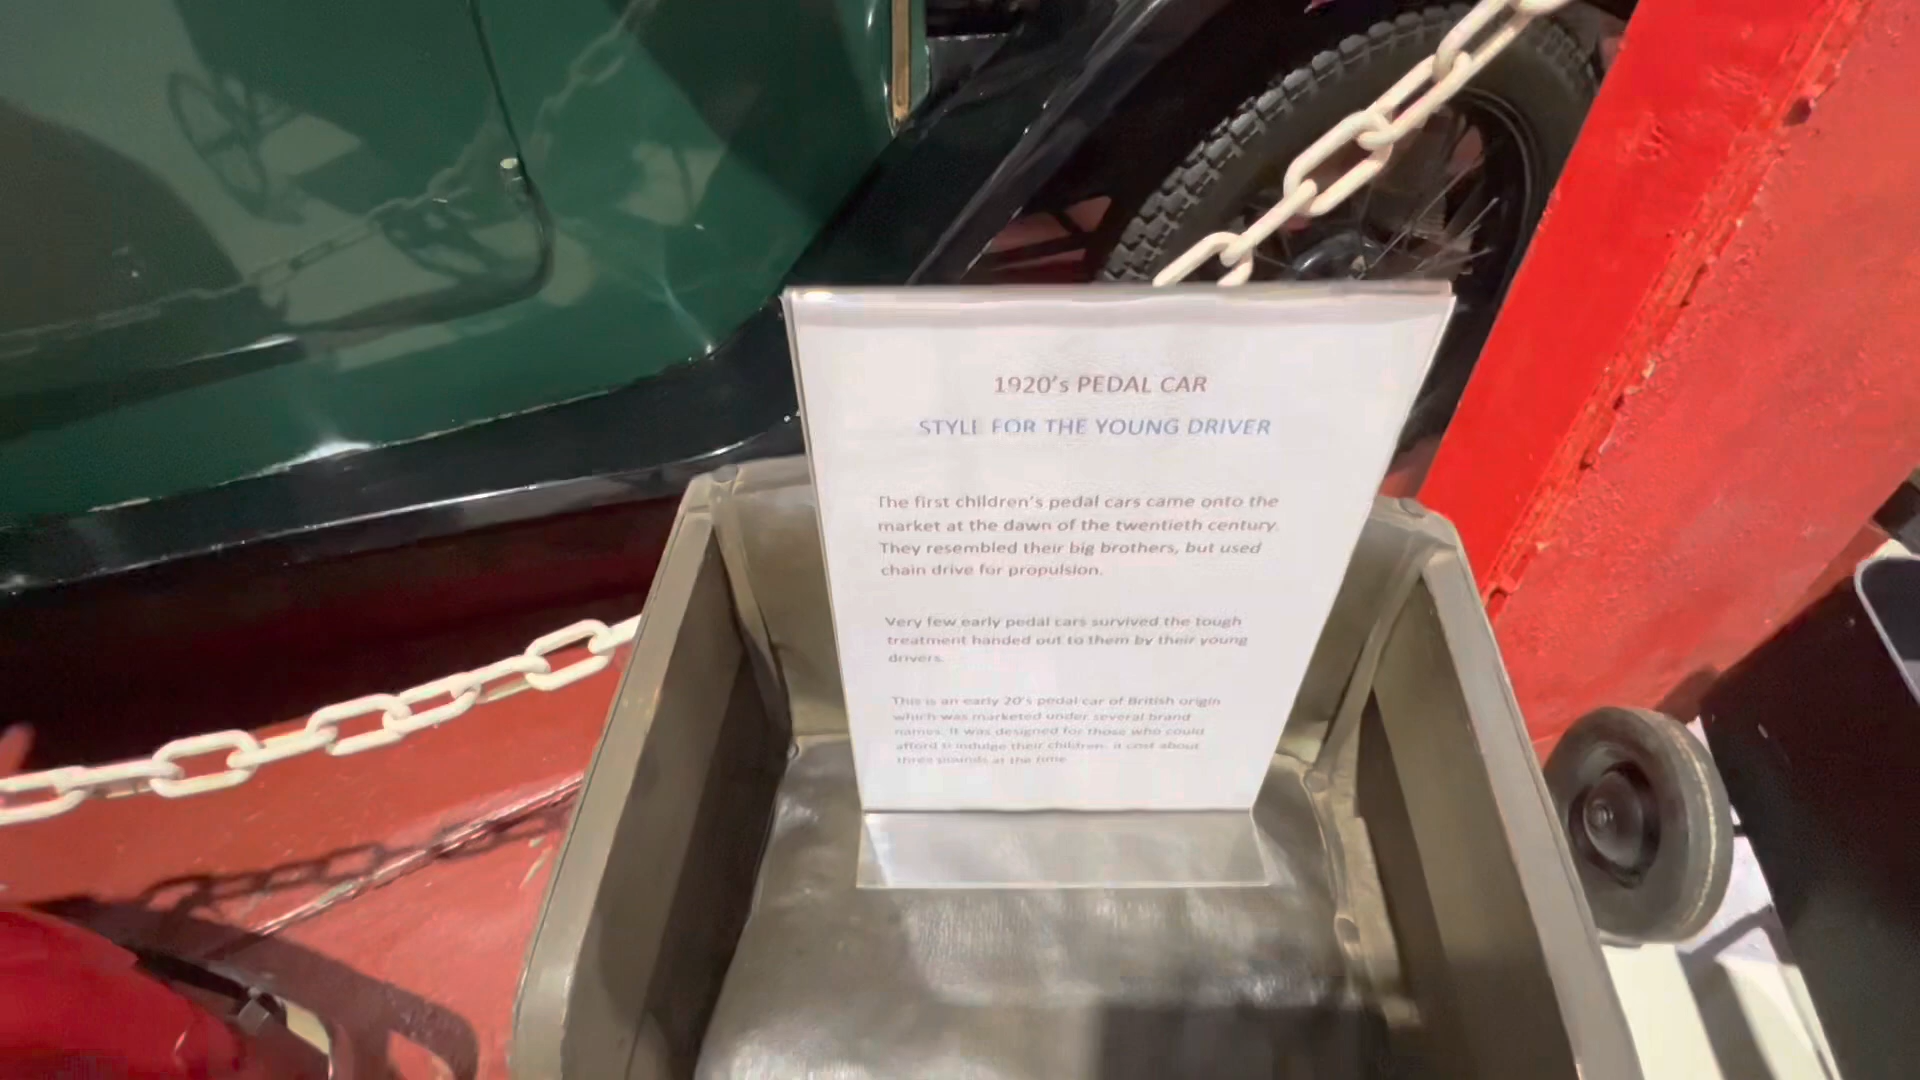 1920's PEDAL CAR
STYLE FOR THE YOUNG DRIVER
The first children's pedal cars came onto the
market at the dawn of the twentieth century.
They resembled their big brothers, but used
chain drive for propulsion.
Very few early pedal cars survived the tough
treatment handed out to them by their young
drivers.
This is an early 20's pedal car of British origin
which was marketed under several brand
names. It was designed for those who could
afford to indulge their children, it cost about
three pounds at the time